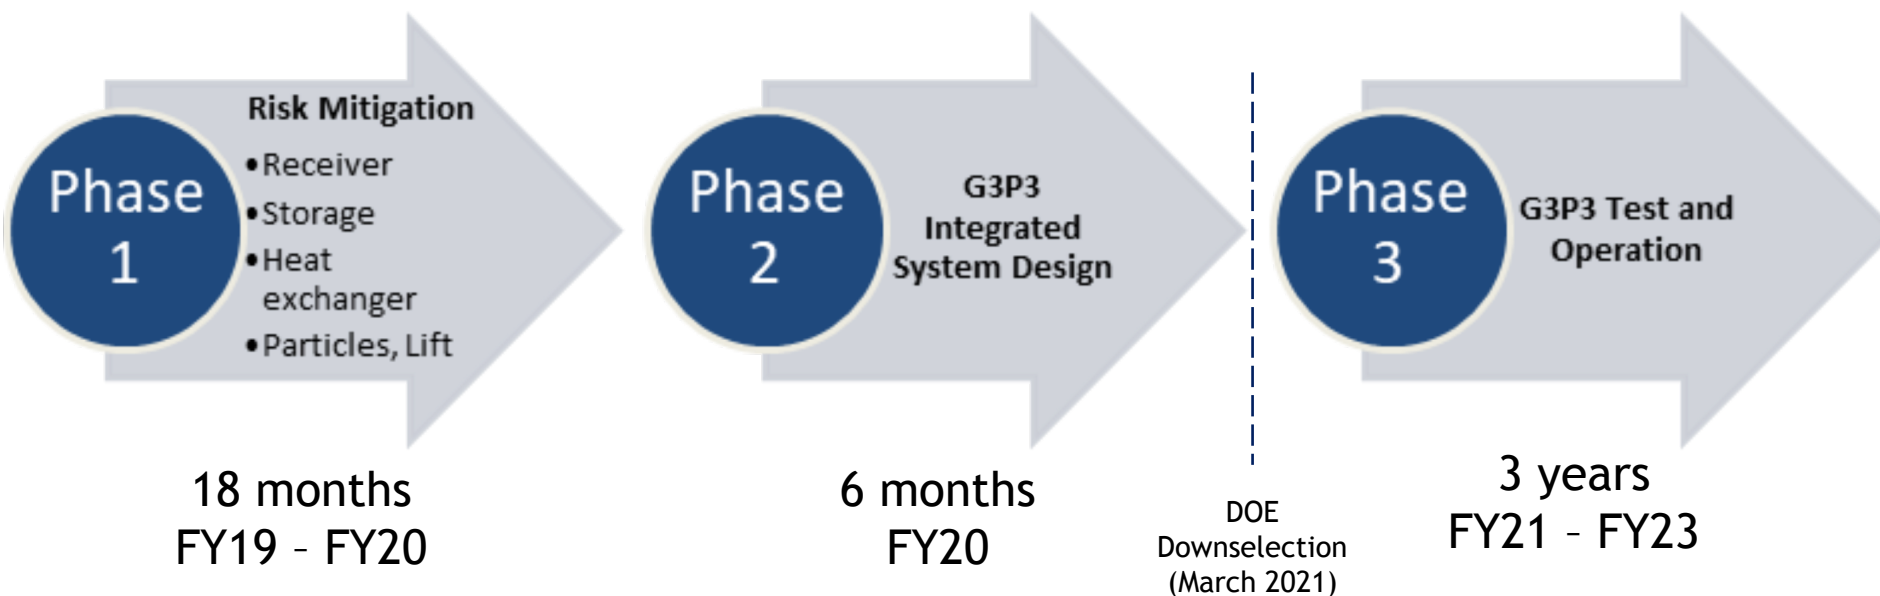 Phase
1
Risk Mitigation
•Receiver
•Storage
•Heat
exchanger
•Particles, Lift
18 months
FY19 – FY20
Phase
2
G3P3
Integrated
System Design
6 months
FY20
DOE
Downselection
(March 2021)
Phase
3
G3P3 Test and
Operation
3 years
FY21 – FY23